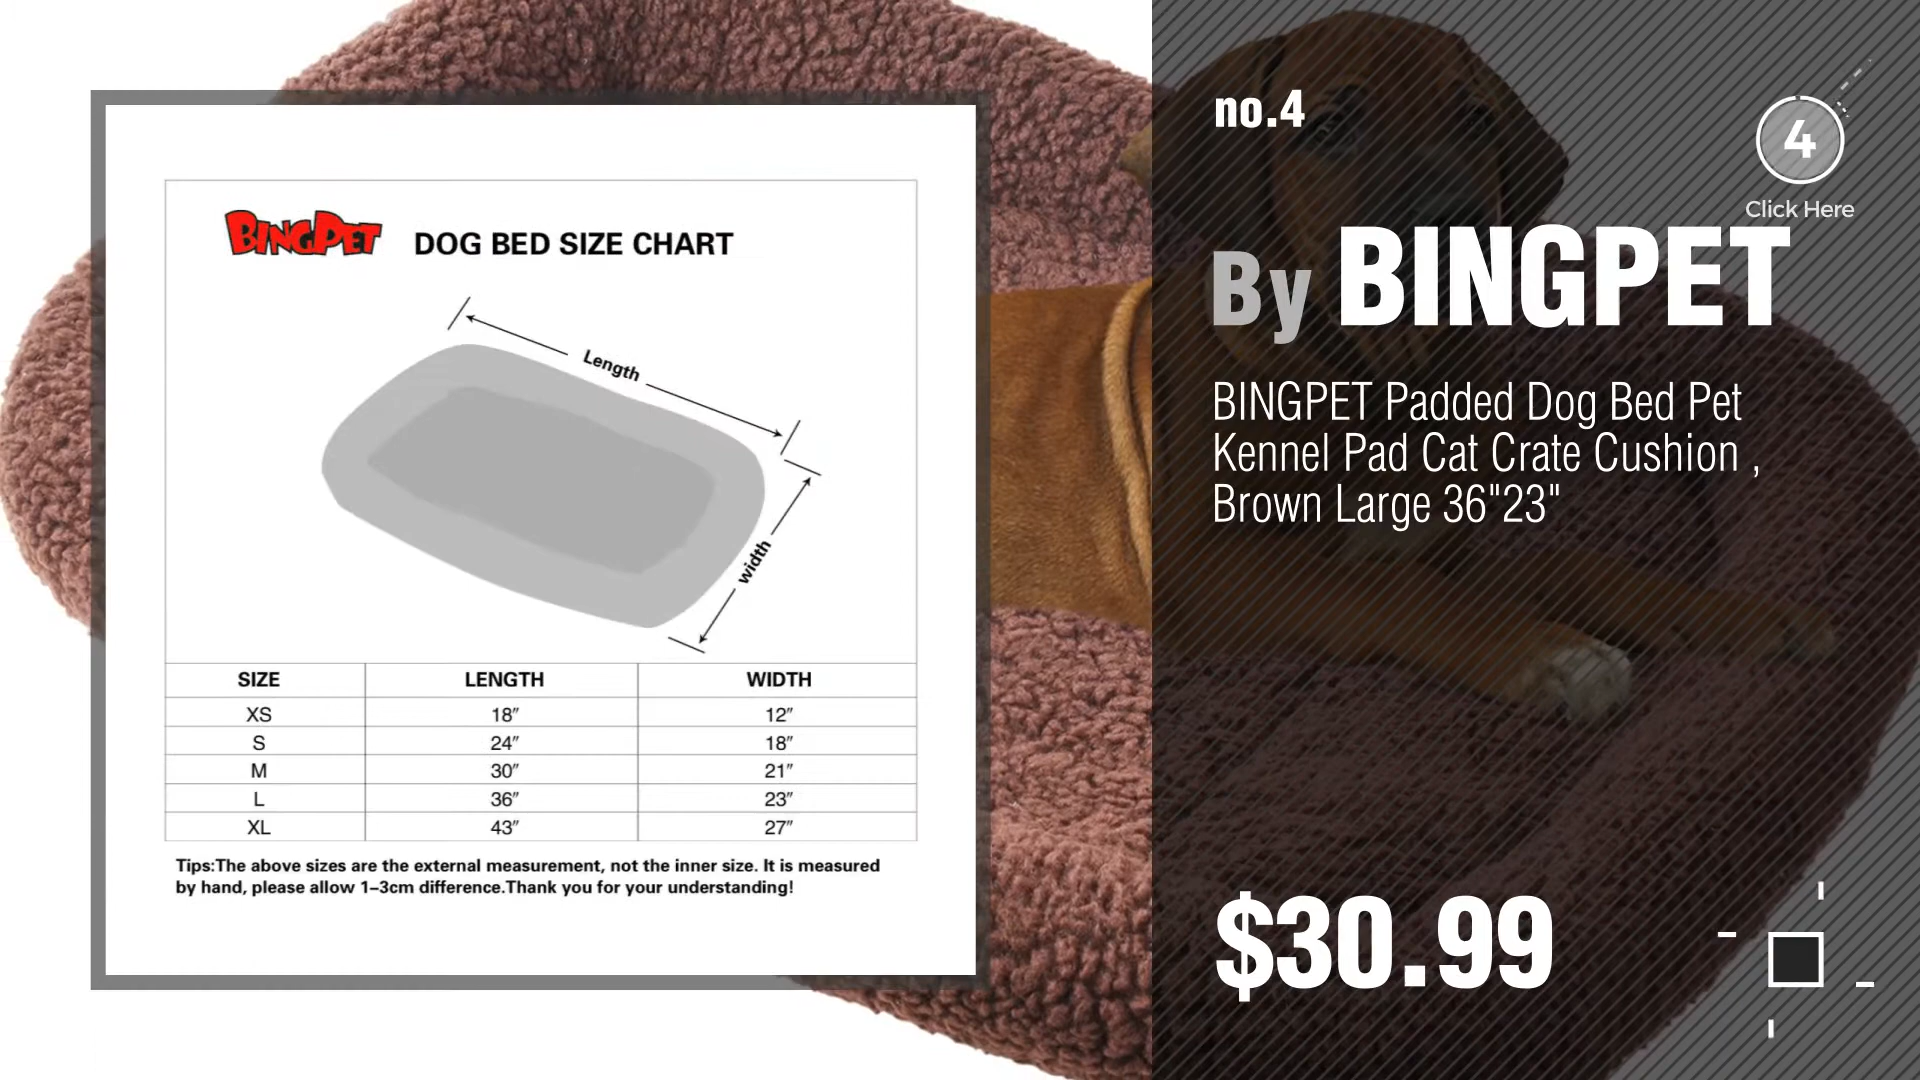 BINGPET DOG BED SIZE CHART
Length
width
SIZE LENGTH WIDTH
XS 18″ 12″
S 24″ 18″
M 30″ 21″
L 36″ 23″
XL 43″ 27″
Tips:The above sizes are the external measurement, not the inner size. It is measured
by hand, please allow 1–3cm difference.Thank you for your understanding!
no.4
4
Click Here
By BINGPET
BINGPET Padded Dog Bed Pet
Kennel Pad Cat Crate Cushion ,
Brown Large 36"23"
$30.99